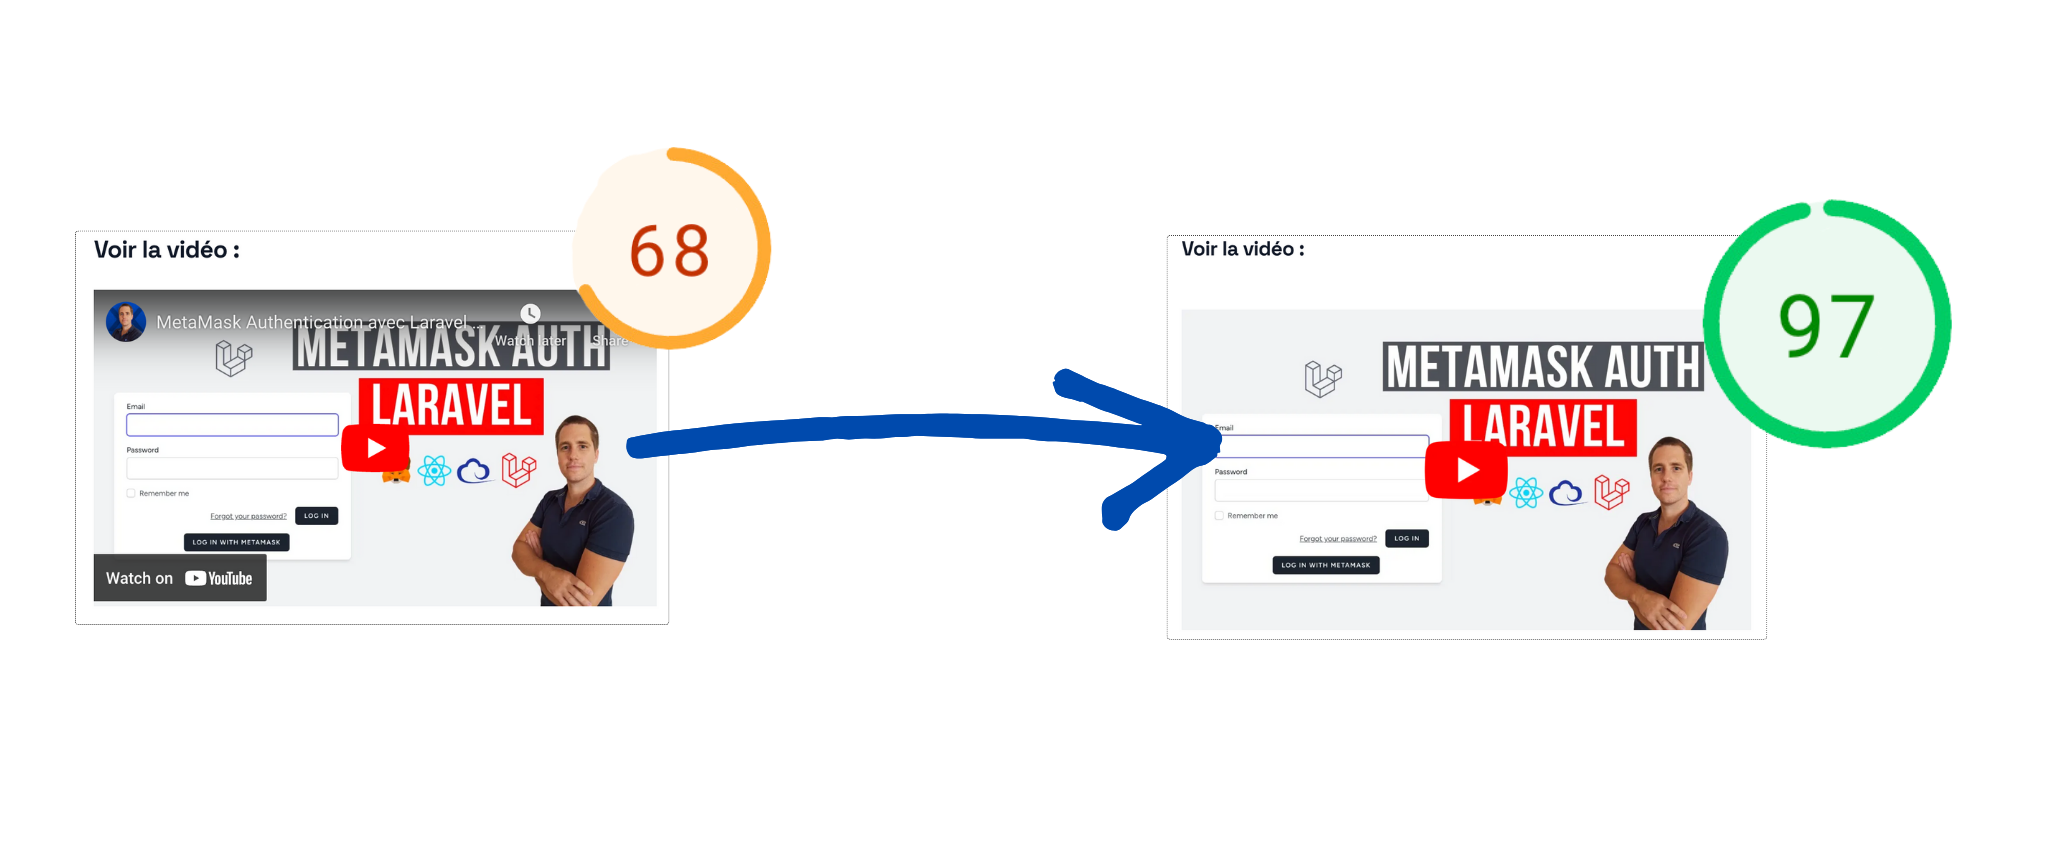 68
Voir la vidéo :
MetaMask Authentication avec Laravel ...
Watch later
Share
METAMASK AUTH
LARAVEL
Email
Password
Remember me
Forgot your password?
LOG IN
LOG IN WITH METAMASK
Watch on YouTube
97
Voir la vidéo :
METAMASK AUTH
LARAVEL
Email
Password
Remember me
Forgot your password?
LOG IN
LOG IN WITH METAMASK